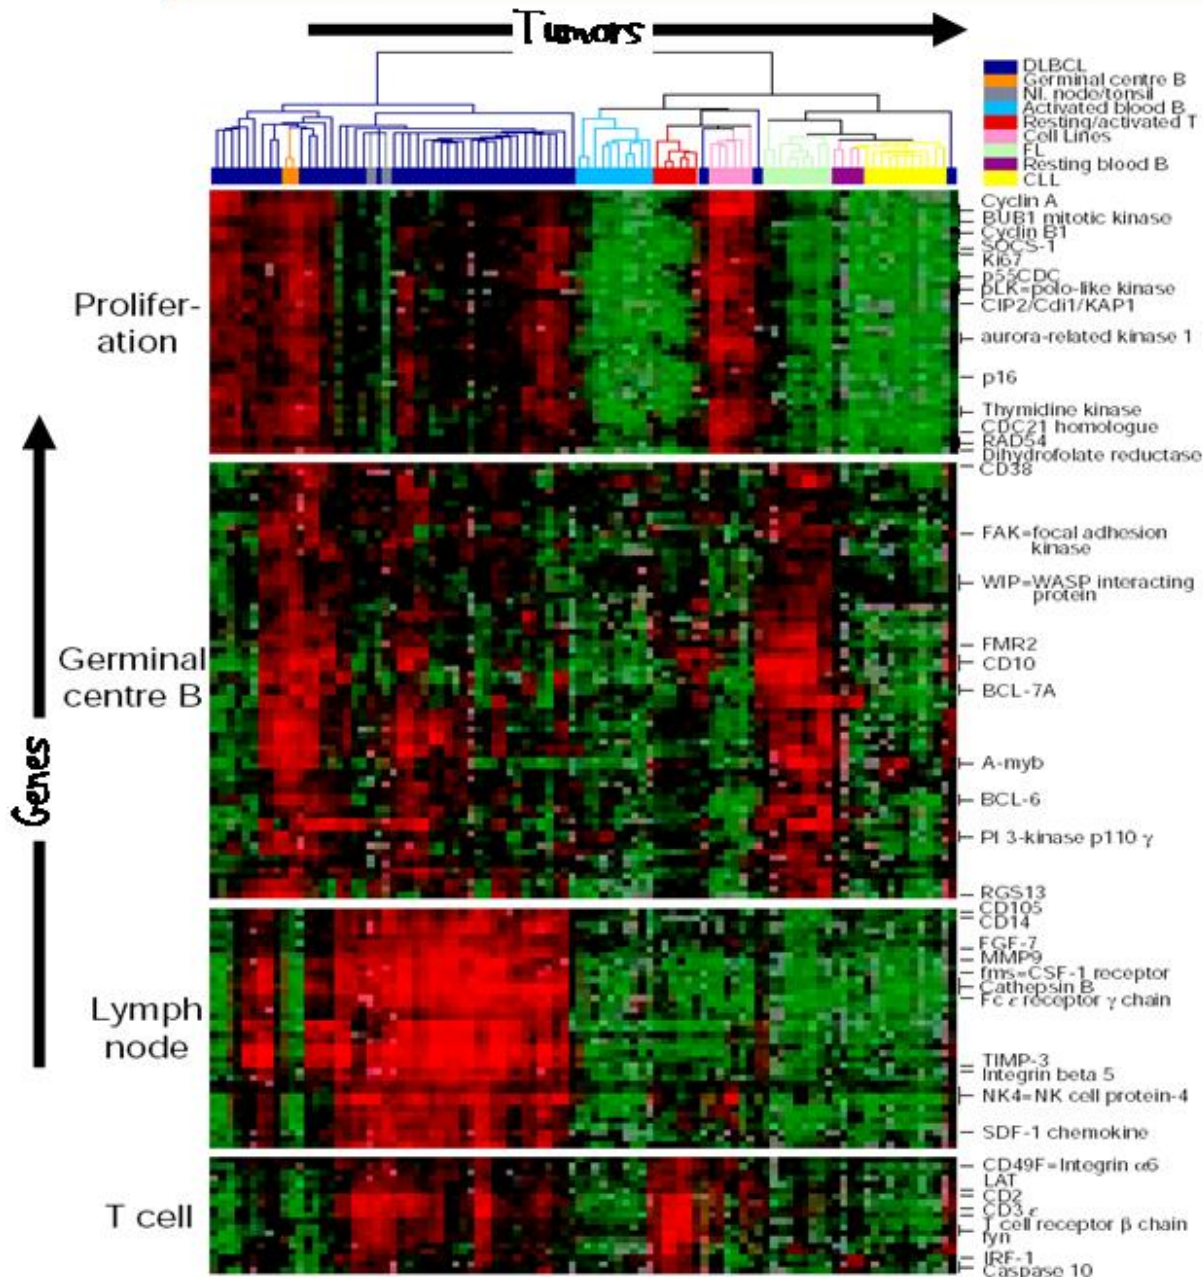 Tumors
DLBCL
Germinal centre B
Nl. node/tonsil
Activated blood B
Resting/activated T
Cell Lines
FL
Resting blood B
CLL
Prolifer-
ation
Cyclin A
BUB1 mitotic kinase
Cyclin B1
SOCS-1
Ki67
p55CDC
pLK=polo-like kinase
CIP2/Cdi1/KAP1
aurora-related kinase 1
p16
Thymidine kinase
CDC21 homologue
RAD54
Dihydrofolate reductase
Genes
Germinal
centre B
CD38
FAK=focal adhesion
kinase
WIP=WASP interacting
protein
FMR2
CD10
BCL-7A
A-myb
BCL-6
PI 3-kinase p110 γ
RGS13
Lymph
node
CD105
CD14
FGF-7
MMP9
fms=CSF-1 receptor
Cathepsin B
Fc ε receptor γ chain
TIMP-3
Integrin beta 5
NK4=NK cell protein-4
SDF-1 chemokine
T cell
CD49F=Integrin α6
LAT
CD2
CD3 ε
T cell receptor β chain
fyn
IRF-1
Caspase 10